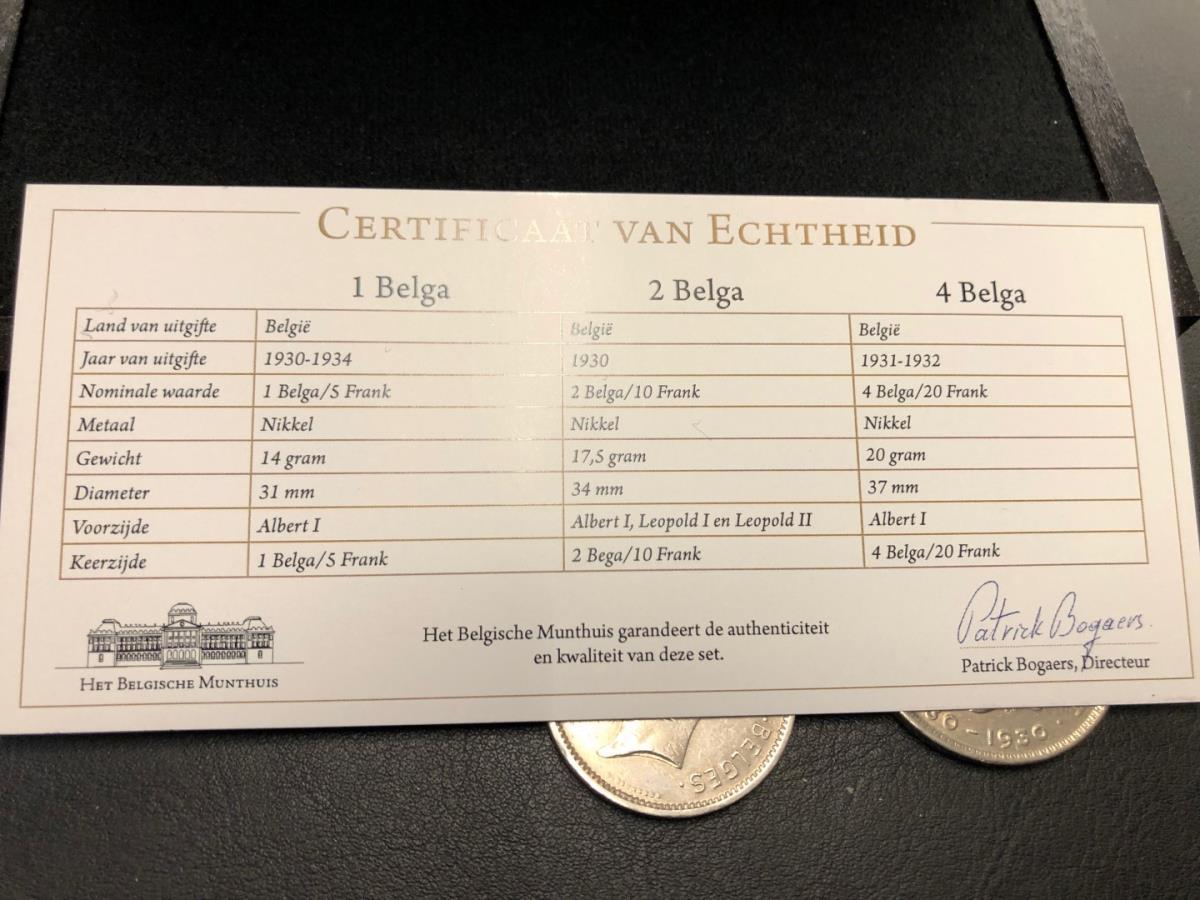 CERTIFICAAT VAN ECHTHEID
1 Belga 2 Belga 4 Belga
Land van uitgifte België België België
Jaar van uitgifte 1930-1934 1930 1931-1932
Nominale waarde 1 Belga/5 Frank 2 Belga/10 Frank 4 Belga/20 Frank
Metaal Nikkel Nikkel Nikkel
Gewicht 14 gram 17,5 gram 20 gram
Diameter 31 mm 34 mm 37 mm
Voorzijde Albert I Albert I, Leopold I en Leopold II Albert I
Keerzijde 1 Belga/5 Frank 2 Bega/10 Frank 4 Belga/20 Frank
Het Belgische Munthuis garandeert de authenticiteit
en kwaliteit van deze set.
Patrick Bogaers.
Patrick Bogaers, Directeur
HET BELGISCHE MUNTHUIS
BELGES.
-1930